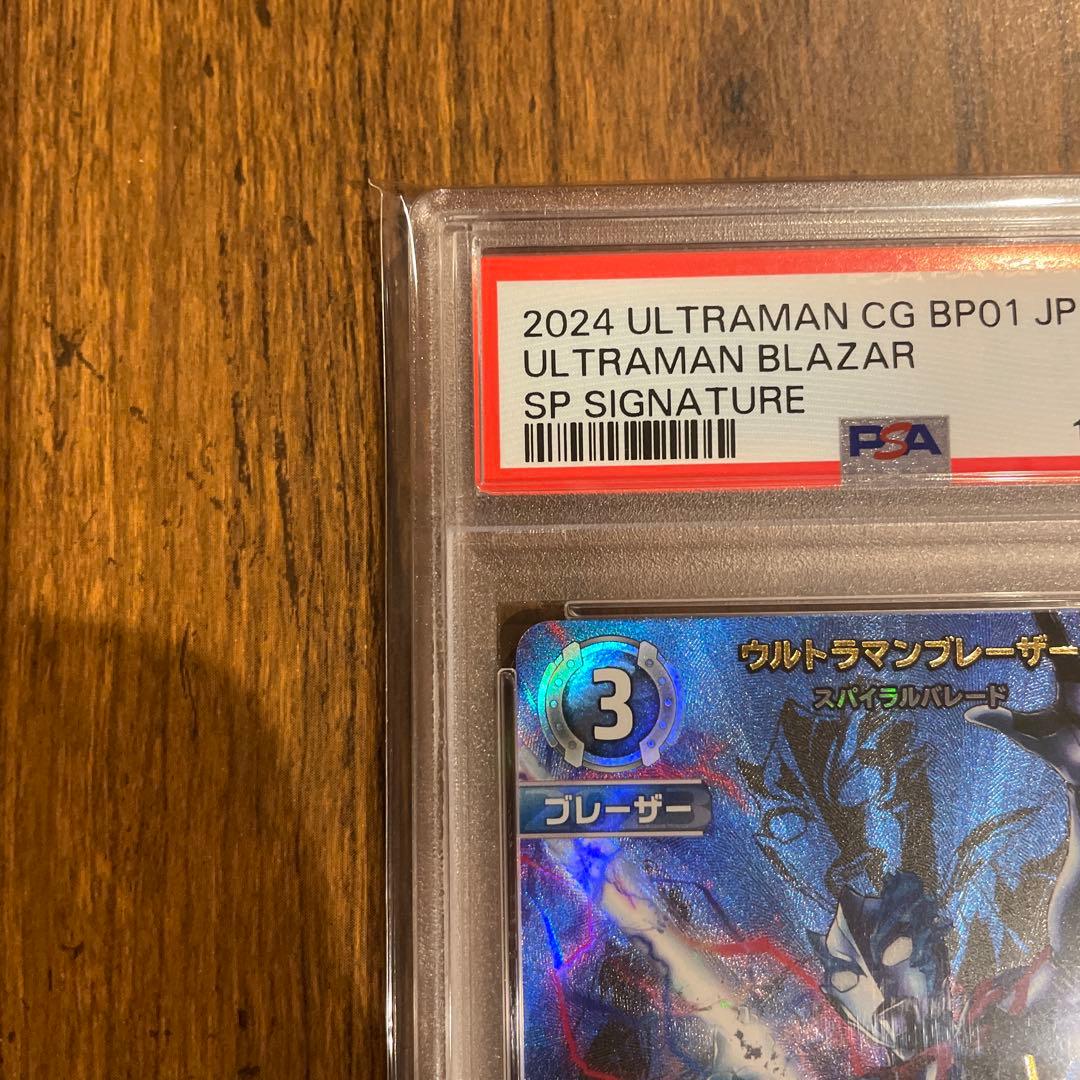 2024 ULTRAMAN CG BP01 JP
ULTRAMAN BLAZAR
SP SIGNATURE
PSA
3
ウルトラマンブレーザー
スパイラルバレード
ブレーザー